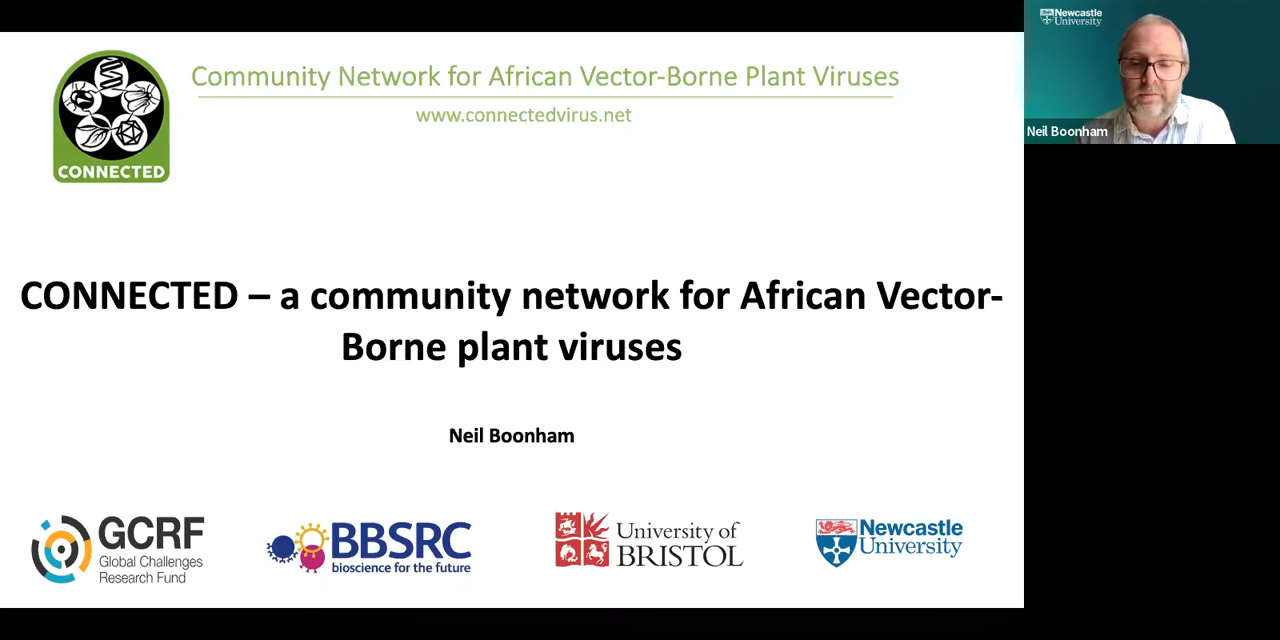 Community Network for African Vector-Borne Plant Viruses
www.connectedvirus.net
CONNECTED
CONNECTED – a community network for African Vector-
Borne plant viruses
Neil Boonham
GCRF
Global Challenges
Research Fund
BBSRC
bioscience for the future
University of
BRISTOL
Newcastle
University
Newcastle
University
Neil Boonham